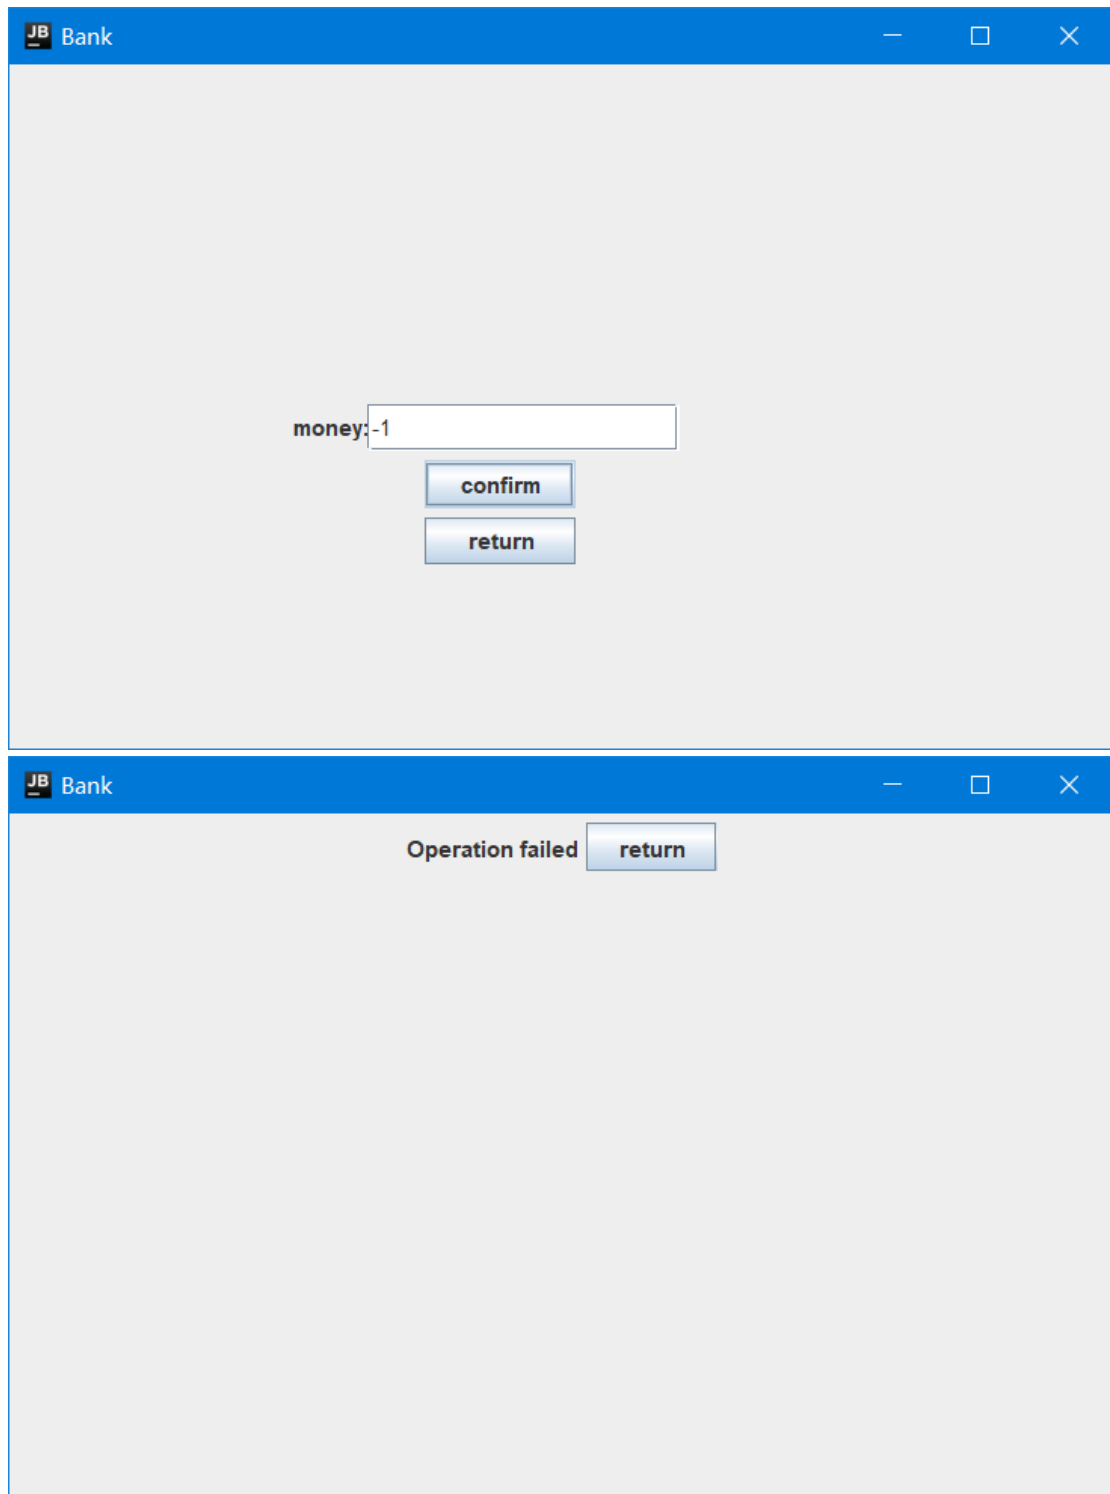 JB Bank
money: -1
confirm
return
JB Bank
Operation failed return